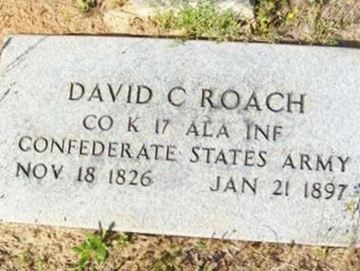 DAVID C ROACH
CO K 17 ALA INF
CONFEDERATE STATES ARMY
NOV 18 1826 JAN 21 1897